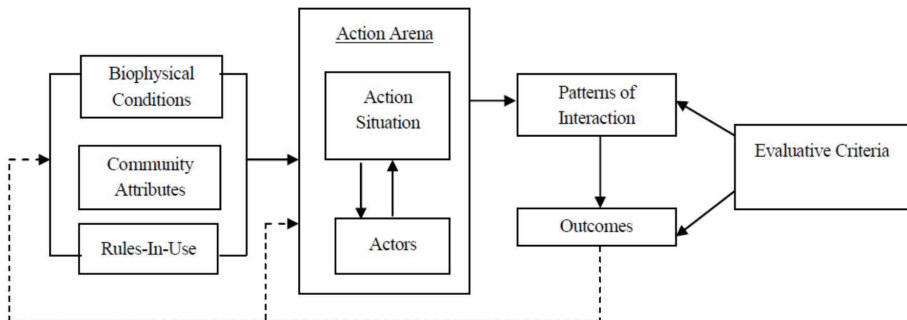 Biophysical
Conditions
Community
Attributes
Rules-In-Use
Action Arena
Action
Situation
Actors
Patterns of
Interaction
Outcomes
Evaluative Criteria